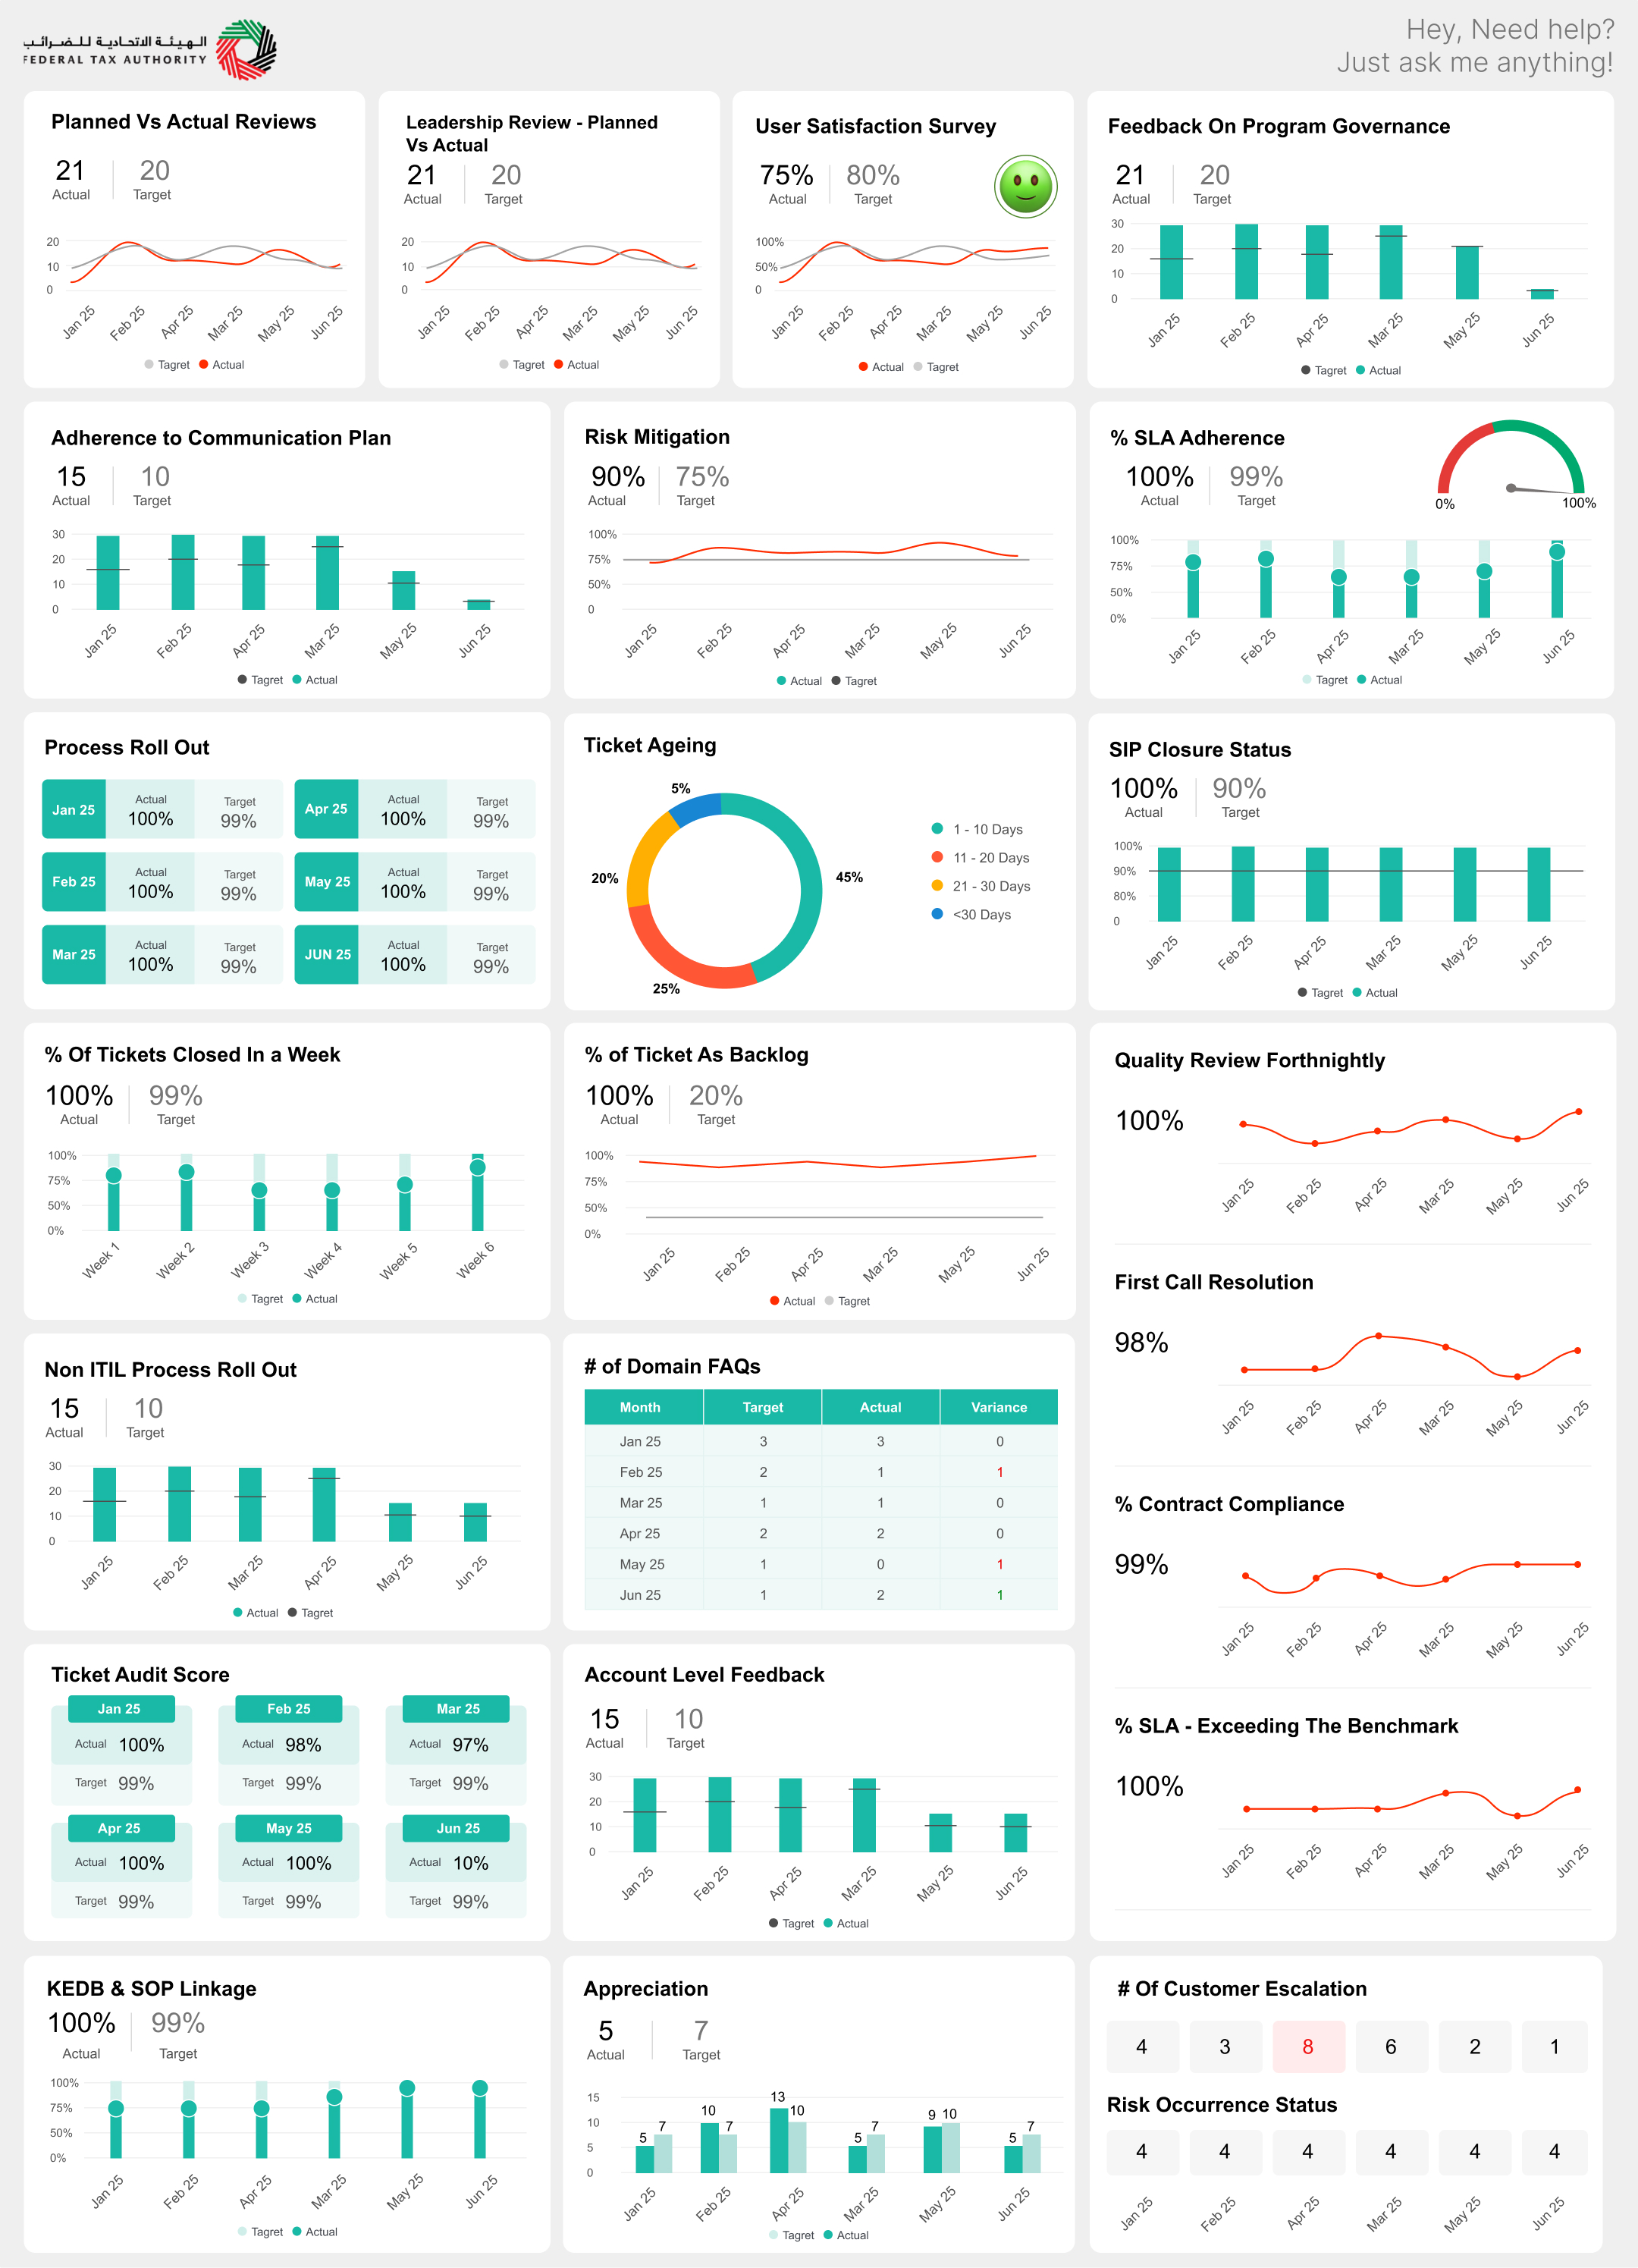 الهيئة الاتحادية للضرائب
FEDERAL TAX AUTHORITY
Hey, Need help?
Just ask me anything!
Planned Vs Actual Reviews
21 20
Actual Target
20
10
0
Jan 25 Feb 25 Apr 25 Mar 25 May 25 Jun 25
Tagret Actual
Leadership Review - Planned
Vs Actual
21 20
Actual Target
20
10
0
Jan 25 Feb 25 Apr 25 Mar 25 May 25 Jun 25
Tagret Actual
User Satisfaction Survey
75% 80%
Actual Target
100%
50%
0
Jan 25 Feb 25 Apr 25 Mar 25 May 25 Jun 25
Actual Tagret
Feedback On Program Governance
21 20
Actual Target
30
20
10
0
Jan 25 Feb 25 Apr 25 Mar 25 May 25 Jun 25
Tagret Actual
Adherence to Communication Plan
15 10
Actual Target
30
20
10
0
Jan 25 Feb 25 Apr 25 Mar 25 May 25 Jun 25
Tagret Actual
Risk Mitigation
90% 75%
Actual Target
100%
75%
50%
0
Jan 25 Feb 25 Apr 25 Mar 25 May 25 Jun 25
Actual Tagret
% SLA Adherence
100% 99%
Actual Target
0% 100%
100%
75%
50%
0%
Jan 25 Feb 25 Apr 25 Mar 25 May 25 Jun 25
Tagret Actual
Process Roll Out
Jan 25 Actual 100% Target 99%
Apr 25 Actual 100% Target 99%
Feb 25 Actual 100% Target 99%
May 25 Actual 100% Target 99%
Mar 25 Actual 100% Target 99%
JUN 25 Actual 100% Target 99%
Ticket Ageing
5%
20%
45%
25%
1 - 10 Days
11 - 20 Days
21 - 30 Days
<30 Days
SIP Closure Status
100% 90%
Actual Target
100%
90%
80%
0
Jan 25 Feb 25 Apr 25 Mar 25 May 25 Jun 25
Tagret Actual
% Of Tickets Closed In a Week
100% 99%
Actual Target
100%
75%
50%
0%
Week 1 Week 2 Week 3 Week 4 Week 5 Week 6
Tagret Actual
% of Ticket As Backlog
100% 20%
Actual Target
100%
75%
50%
0%
Jan 25 Feb 25 Apr 25 Mar 25 May 25 Jun 25
Actual Tagret
Quality Review Forthnightly
100%
Jan 25 Feb 25 Apr 25 Mar 25 May 25 Jun 25
First Call Resolution
98%
Jan 25 Feb 25 Apr 25 Mar 25 May 25 Jun 25
% Contract Compliance
99%
Jan 25 Feb 25 Apr 25 Mar 25 May 25 Jun 25
% SLA - Exceeding The Benchmark
100%
Jan 25 Feb 25 Apr 25 Mar 25 May 25 Jun 25
Non ITIL Process Roll Out
15 10
Actual Target
30
20
10
0
Jan 25 Feb 25 Mar 25 Apr 25 May 25 Jun 25
Actual Tagret
# of Domain FAQs
Month Target Actual Variance
Jan 25 3 3 0
Feb 25 2 1 1
Mar 25 1 1 0
Apr 25 2 2 0
May 25 1 0 1
Jun 25 1 2 1
Ticket Audit Score
Jan 25 Feb 25 Mar 25
Actual 100% Actual 98% Actual 97%
Target 99% Target 99% Target 99%
Apr 25 May 25 Jun 25
Actual 100% Actual 100% Actual 10%
Target 99% Target 99% Target 99%
Account Level Feedback
15 10
Actual Target
30
20
10
0
Jan 25 Feb 25 Apr 25 Mar 25 May 25 Jun 25
Tagret Actual
KEDB & SOP Linkage
100% 99%
Actual Target
100%
75%
50%
0%
Jan 25 Feb 25 Apr 25 Mar 25 May 25 Jun 25
Tagret Actual
Appreciation
5 7
Actual Target
15
10
5
0
5 7 10 7 13 10 5 7 9 10 5 7
Jan 25 Feb 25 Apr 25 Mar 25 May 25 Jun 25
Tagret Actual
# Of Customer Escalation
4 3 8 6 2 1
Risk Occurrence Status
4 4 4 4 4 4
Jan 25 Feb 25 Apr 25 Mar 25 May 25 Jun 25